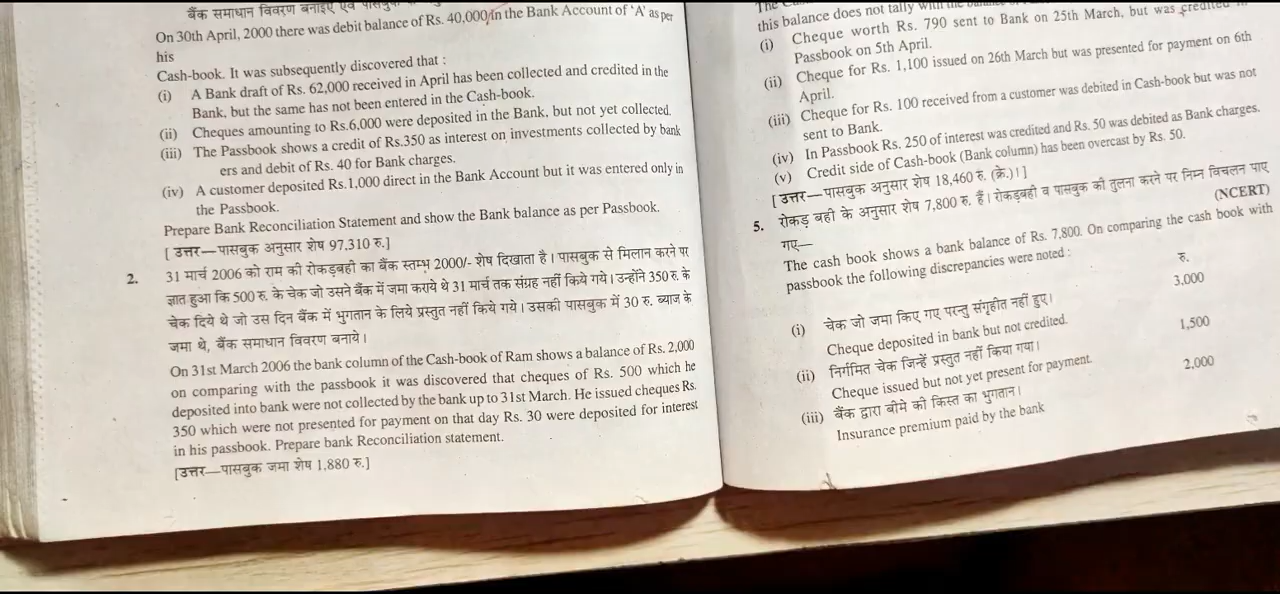 बैंक समाधान विवरण बनाइए एवं
On 30th April, 2000 there was debit balance of Rs. 40,000 in the Bank Account of 'A' as per
his
Cash-book. It was subsequently discovered that :
(i) A Bank draft of Rs. 62,000 received in April has been collected and credited in the
Bank, but the same has not been entered in the Cash-book.
(ii) Cheques amounting to Rs.6,000 were deposited in the Bank, but not yet collected.
(iii) The Passbook shows a credit of Rs.350 as interest on investments collected by bank
ers and debit of Rs. 40 for Bank charges.
(iv) A customer deposited Rs.1,000 direct in the Bank Account but it was entered only in
the Passbook.
Prepare Bank Reconciliation Statement and show the Bank balance as per Passbook.
[ उत्तर—पासबुक अनुसार शेष 97,310 रु.]
2. 31 मार्च 2006 को राम की रोकड़बही का बैंक स्तम्भ 2000/- शेष दिखाता है। पासबुक से मिलान करने पर
ज्ञात हुआ कि 500 रु. के चेक जो उसने बैंक में जमा कराये थे 31 मार्च तक संग्रह नहीं किये गये। उन्होंने 350 रु. के
चेक दिये थे जो उस दिन बैंक में भुगतान के लिये प्रस्तुत नहीं किये गये। उसकी पासबुक में 30 रु. ब्याज के
जमा थे, बैंक समाधान विवरण बनाये।
On 31st March 2006 the bank column of the Cash-book of Ram shows a balance of Rs. 2,000
on comparing with the passbook it was discovered that cheques of Rs. 500 which he
deposited into bank were not collected by the bank up to 31st March. He issued cheques Rs.
350 which were not presented for payment on that day Rs. 30 were deposited for interest
in his passbook. Prepare bank Reconciliation statement.
[उत्तर—पासबुक जमा शेष 1,880 रु.]
this balance does not tally with the
(i) Cheque worth Rs. 790 sent to Bank on 25th March, but was credited
Passbook on 5th April.
(ii) Cheque for Rs. 1,100 issued on 26th March but was presented for payment on 6th
April.
(iii) Cheque for Rs. 100 received from a customer was debited in Cash-book but was not
sent to Bank.
(iv) In Passbook Rs. 250 of interest was credited and Rs. 50 was debited as Bank charges.
(v) Credit side of Cash-book (Bank column) has been overcast by Rs. 50.
[ उत्तर—पासबुक अनुसार शेष 18,460 रु. (क्रे.)।]
5. रोकड़ बही के अनुसार शेष 7,800 रु. हैं। रोकड़बही व पासबुक की तुलना करने पर निम्न विचलन पाए
गए— (NCERT)
The cash book shows a bank balance of Rs. 7,800. On comparing the cash book with
passbook the following discrepancies were noted :
रु.
(i) चेक जो जमा किए गए परन्तु संगृहीत नहीं हुए। 3,000
Cheque deposited in bank but not credited.
(ii) निर्गमित चेक जिन्हें प्रस्तुत नहीं किया गया। 1,500
Cheque issued but not yet present for payment.
(iii) बैंक द्वारा बीमे की किस्त का भुगतान। 2,000
Insurance premium paid by the bank